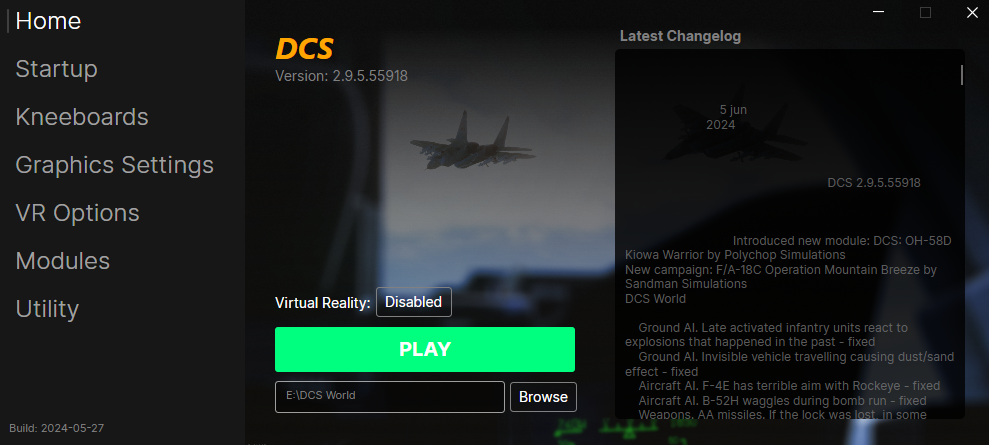 Home
Startup
Kneeboards
Graphics Settings
VR Options
Modules
Utility
Build: 2024-05-27
DCS
Version: 2.9.5.55918
Virtual Reality: Disabled
PLAY
E:\DCS World
Browse
Latest Changelog
5 jun
2024
DCS 2.9.5.55918
Introduced new module: DCS: OH-58D
Kiowa Warrior by Polychop Simulations
New campaign: F/A-18C Operation Mountain Breeze by
Sandman Simulations
DCS World
Ground AI. Late activated infantry units react to
explosions that happened in the past - fixed
Ground AI. Invisible vehicle travelling causing dust/sand
effect - fixed
Aircraft AI. F-4E has terrible aim with Rockeye - fixed
Aircraft AI. B-52H waggles during bomb run - fixed
Weapons. AA missiles. If the lock was lost, in some